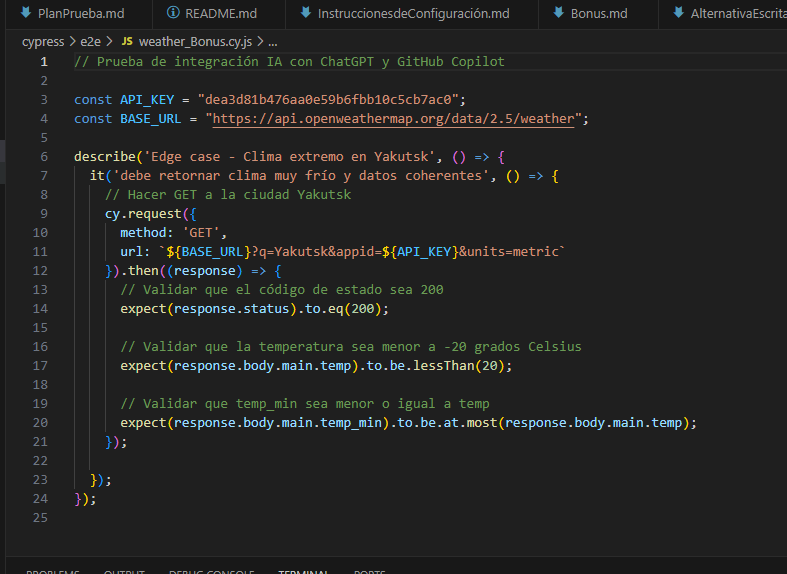 PlanPrueba.md README.md InstruccionesdeConfiguración.md Bonus.md AlternativaEscrita
cypress > e2e > JS weather_Bonus.cy.js > ...
1 // Prueba de integración IA con ChatGPT y GitHub Copilot
2
3 const API_KEY = "dea3d81b476aa0e59b6fbb10c5cb7ac0";
4 const BASE_URL = "https://api.openweathermap.org/data/2.5/weather";
5
6 describe('Edge case - Clima extremo en Yakutsk', () => {
7 it('debe retornar clima muy frío y datos coherentes', () => {
8 // Hacer GET a la ciudad Yakutsk
9 cy.request({
10 method: 'GET',
11 url: `${BASE_URL}?q=Yakutsk&appid=${API_KEY}&units=metric`
12 }).then((response) => {
13 // Validar que el código de estado sea 200
14 expect(response.status).to.eq(200);
15
16 // Validar que la temperatura sea menor a -20 grados Celsius
17 expect(response.body.main.temp).to.be.lessThan(20);
18
19 // Validar que temp_min sea menor o igual a temp
20 expect(response.body.main.temp_min).to.be.at.most(response.body.main.temp);
21 });
22
23 });
24 });
25
PROBLEMS OUTPUT DEBUG CONSOLE TERMINAL PORTS